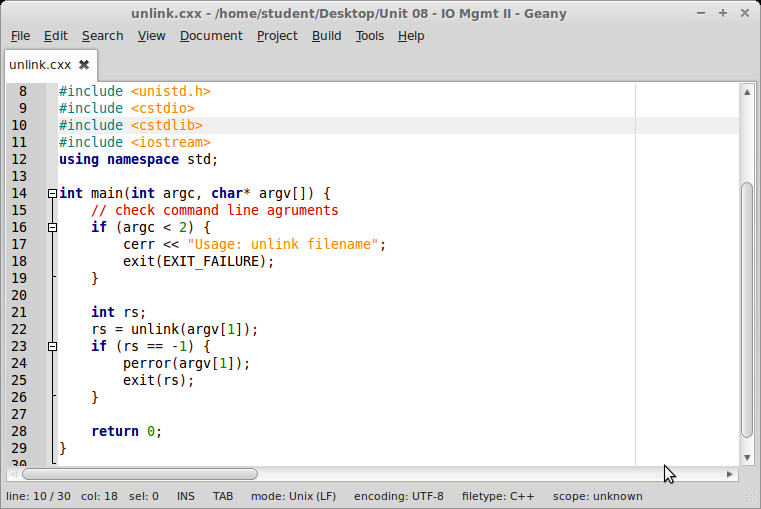 unlink.cxx - /home/student/Desktop/Unit 08 - IO Mgmt II - Geany
File Edit Search View Document Project Build Tools Help
unlink.cxx
8 #include <unistd.h>
9 #include <cstdio>
10 #include <cstdlib>
11 #include <iostream>
12 using namespace std;
13
14 int main(int argc, char* argv[]) {
15 // check command line agruments
16 if (argc < 2) {
17 cerr << "Usage: unlink filename";
18 exit(EXIT_FAILURE);
19 }
20
21 int rs;
22 rs = unlink(argv[1]);
23 if (rs == -1) {
24 perror(argv[1]);
25 exit(rs);
26 }
27
28 return 0;
29 }
30
line: 10 / 30 col: 18 sel: 0 INS TAB mode: Unix (LF) encoding: UTF-8 filetype: C++ scope: unknown